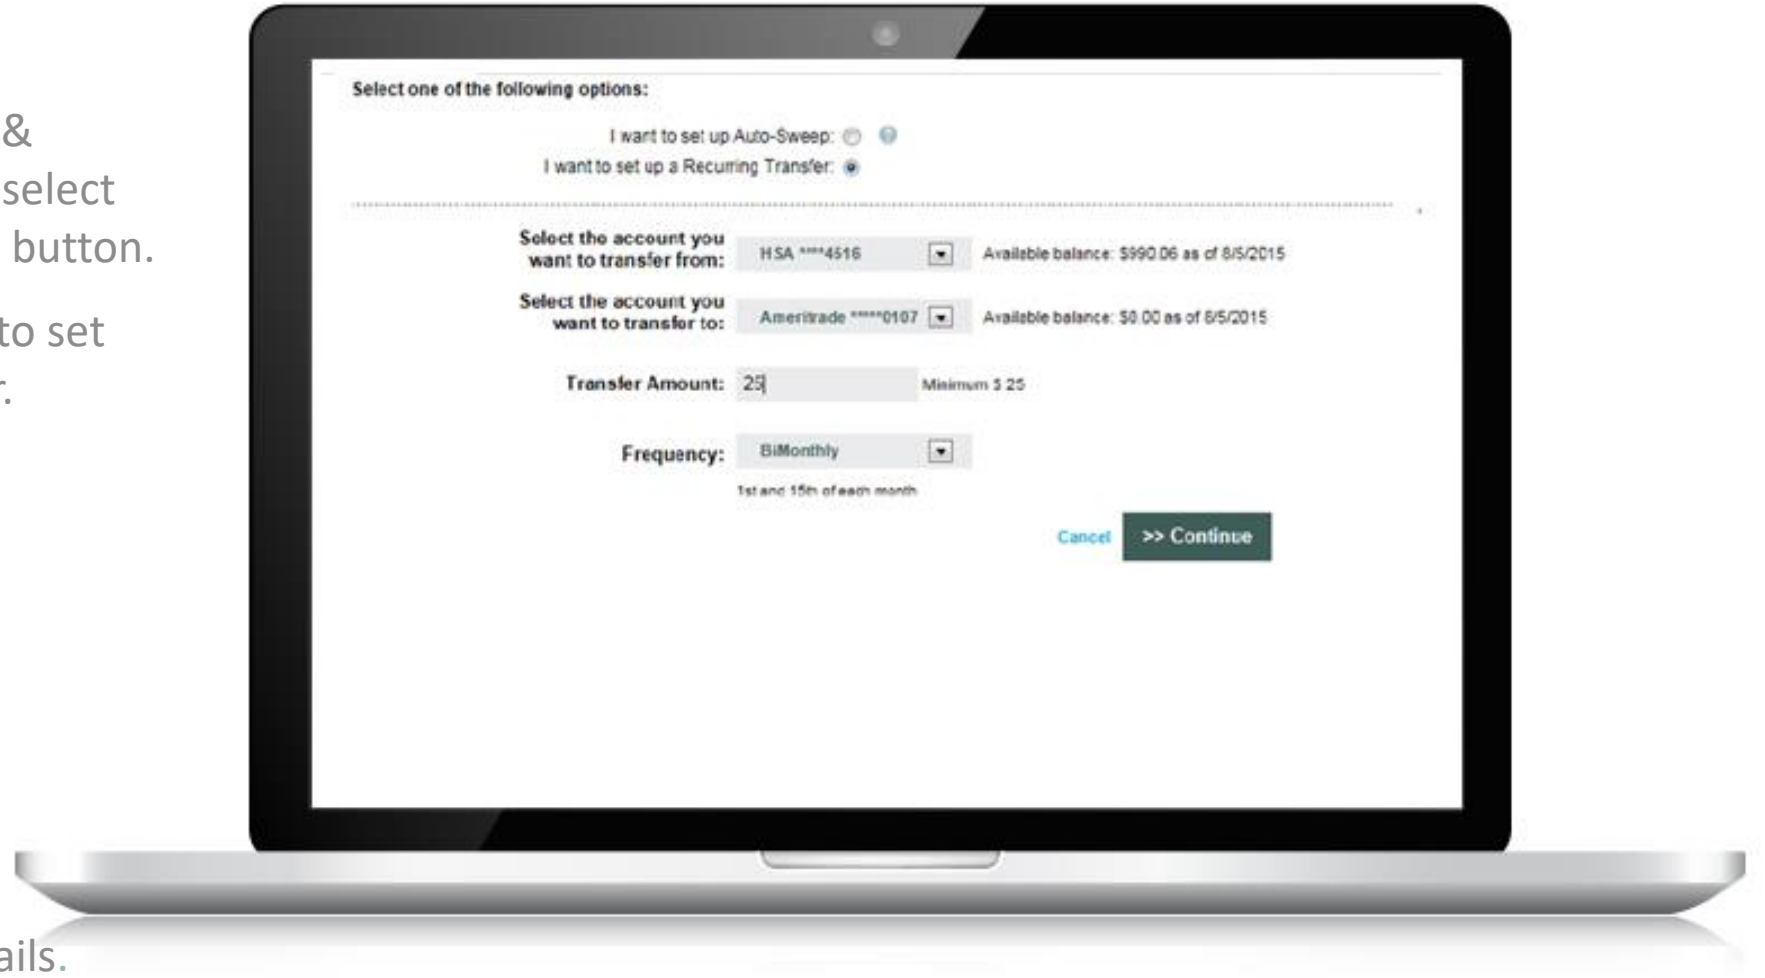 &
select
button.
to set
r.
Select one of the following options:
I want to set up Auto-Sweep:
I want to set up a Recurring Transfer:
Select the account you
want to transfer from: HSA ****4516 Available balance: $990.06 as of 8/5/2015
Select the account you
want to transfer to: Ameritrade *****0107 Available balance: $0.00 as of 8/5/2015
Transfer Amount: 25 Minimum $ 25
Frequency: BiMonthly
1st and 15th of each month
Cancel >> Continue
ails.